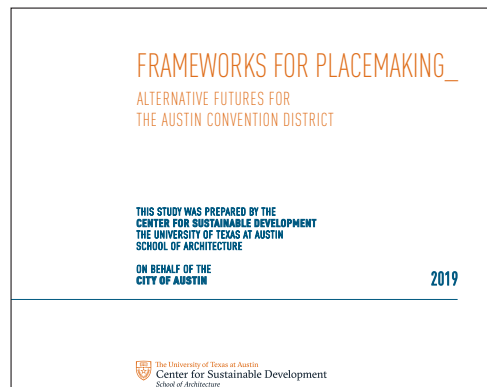 FRAMEWORKS FOR PLACEMAKING_
ALTERNATIVE FUTURES FOR
THE AUSTIN CONVENTION DISTRICT
THIS STUDY WAS PREPARED BY THE
CENTER FOR SUSTAINABLE DEVELOPMENT
THE UNIVERSITY OF TEXAS AT AUSTIN
SCHOOL OF ARCHITECTURE
ON BEHALF OF THE
CITY OF AUSTIN
2019
The University of Texas at Austin
Center for Sustainable Development
School of Architecture